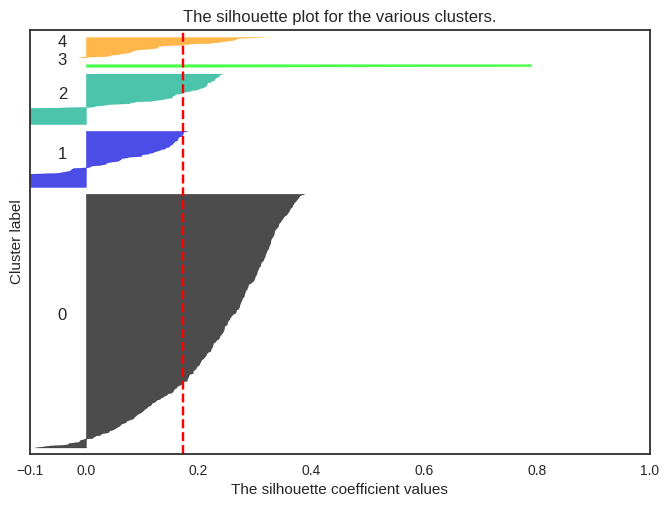 The silhouette plot for the various clusters.
4
3
2
1
0
Cluster label
−0.1 0.0 0.2 0.4 0.6 0.8 1.0
The silhouette coefficient values